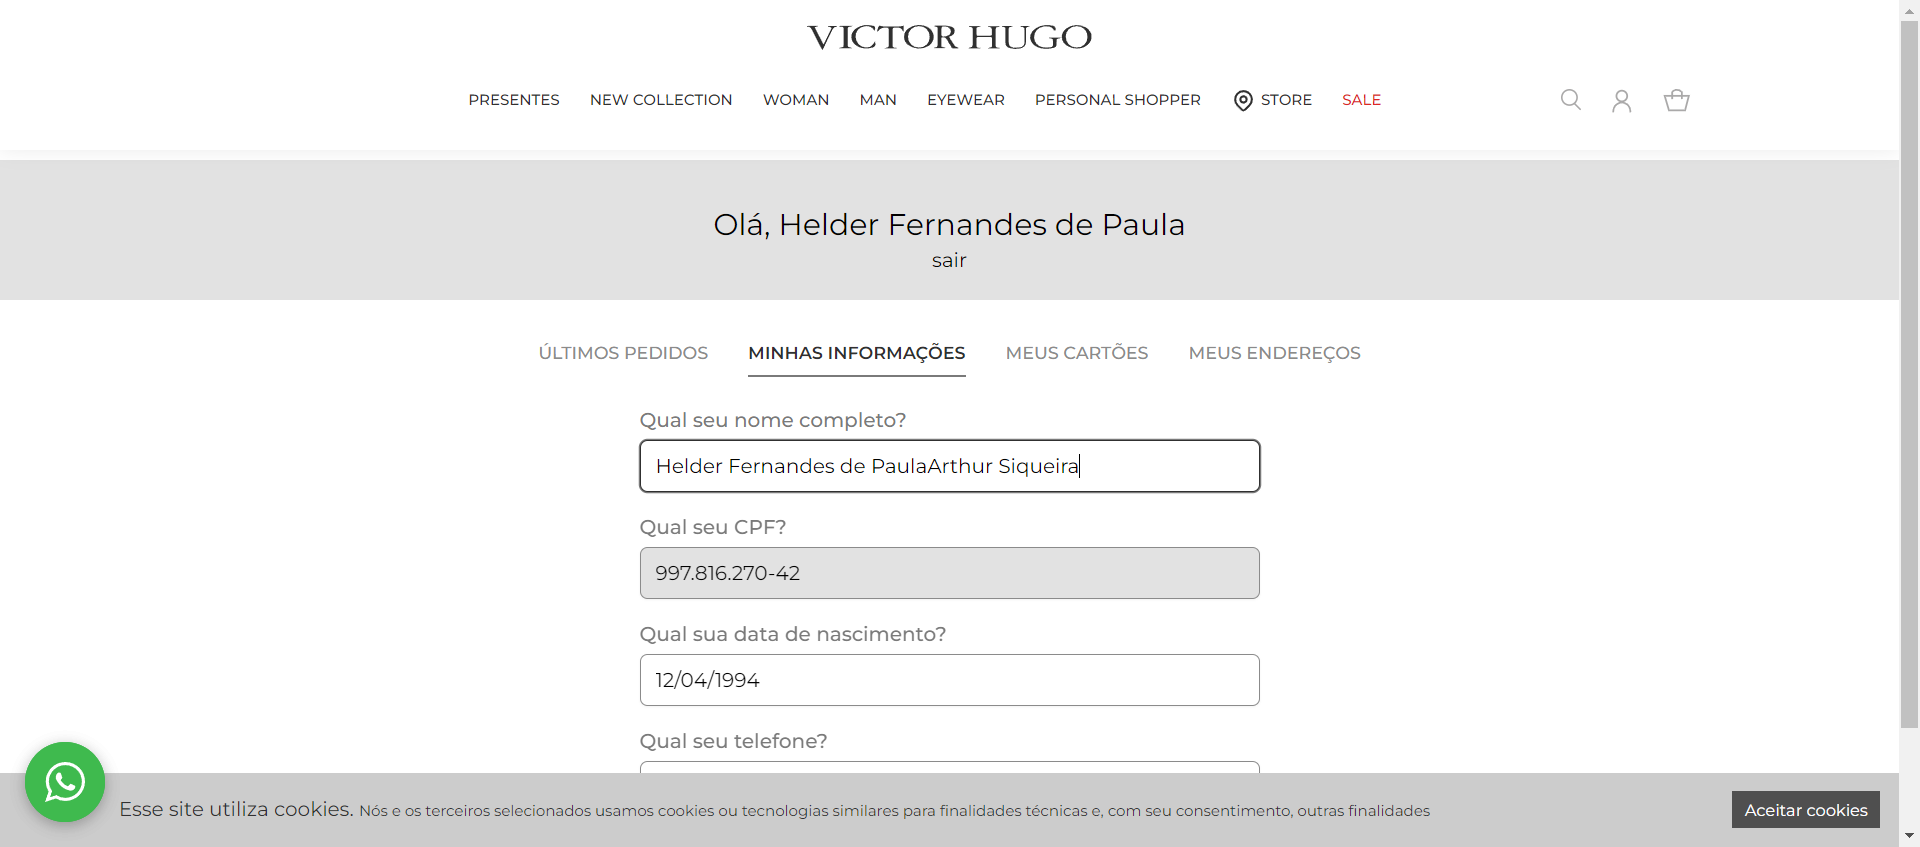 VICTOR HUGO
PRESENTES NEW COLLECTION WOMAN MAN EYEWEAR PERSONAL SHOPPER STORE SALE
Olá, Helder Fernandes de Paula
sair
ÚLTIMOS PEDIDOS MINHAS INFORMAÇÕES MEUS CARTÕES MEUS ENDEREÇOS
Qual seu nome completo?
Helder Fernandes de PaulaArthur Siqueira
Qual seu CPF?
997.816.270-42
Qual sua data de nascimento?
12/04/1994
Qual seu telefone?
Esse site utiliza cookies. Nós e os terceiros selecionados usamos cookies ou tecnologias similares para finalidades técnicas e, com seu consentimento, outras finalidades
Aceitar cookies